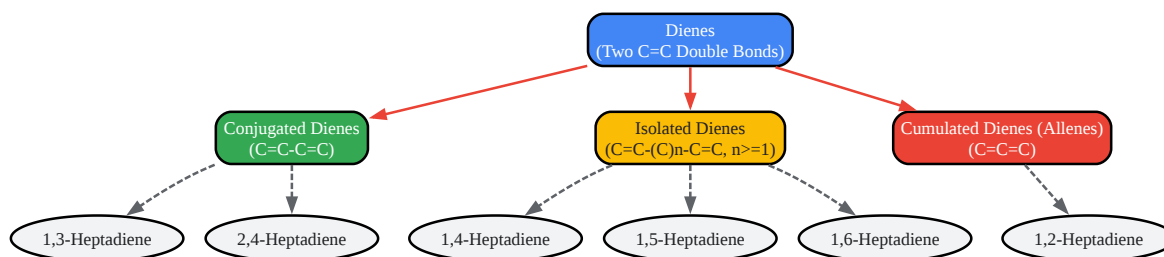 Dienes
(Two C=C Double Bonds)
Conjugated Dienes
(C=C-C=C)
Isolated Dienes
(C=C-(C)n-C=C, n>=1)
Cumulated Dienes (Allenes)
(C=C=C)
1,3-Heptadiene
2,4-Heptadiene
1,4-Heptadiene
1,5-Heptadiene
1,6-Heptadiene
1,2-Heptadiene